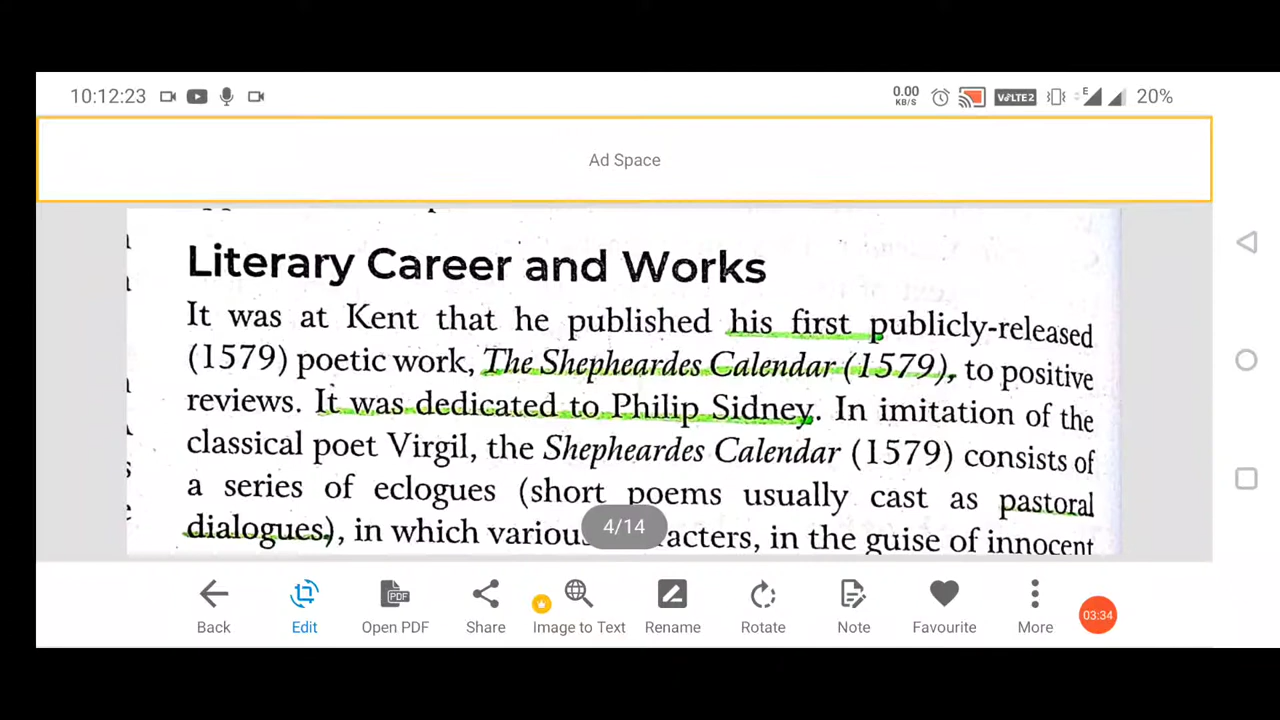 10:12:23
0.00 KB/S
VoLTE2
E
20%
Ad Space
Literary Career and Works
It was at Kent that he published his first publicly-released
(1579) poetic work, The Shepheardes Calendar (1579), to positive
reviews. It was dedicated to Philip Sidney. In imitation of the
classical poet Virgil, the Shepheardes Calendar (1579) consists of
a series of eclogues (short poems usually cast as pastoral
dialogues), in which various acters, in the guise of innocent
4/14
PDF
Back
Edit
Open PDF
Share
Image to Text
Rename
Rotate
Note
Favourite
More
03:34